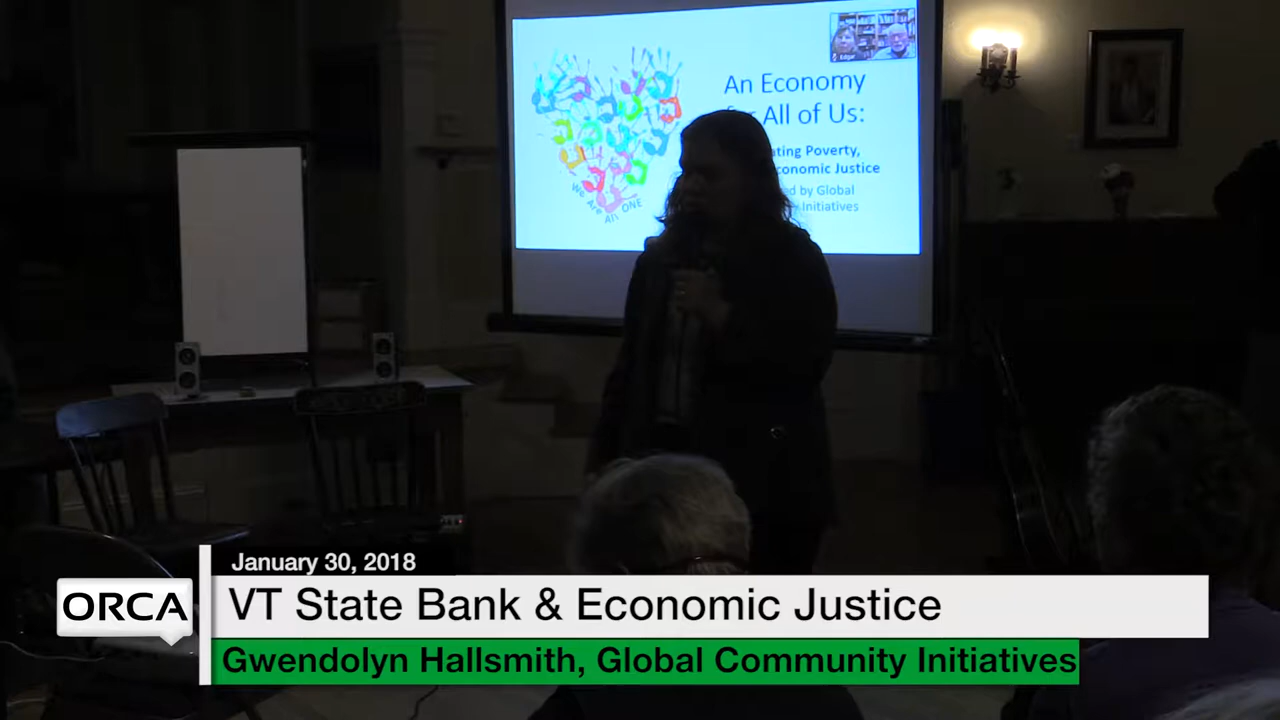 Edgar
An Economy
All of Us:
ating Poverty,
conomic Justice
ed by Global
Initiatives
We Are All ONE
January 30, 2018
ORCA
VT State Bank & Economic Justice
Gwendolyn Hallsmith, Global Community Initiatives